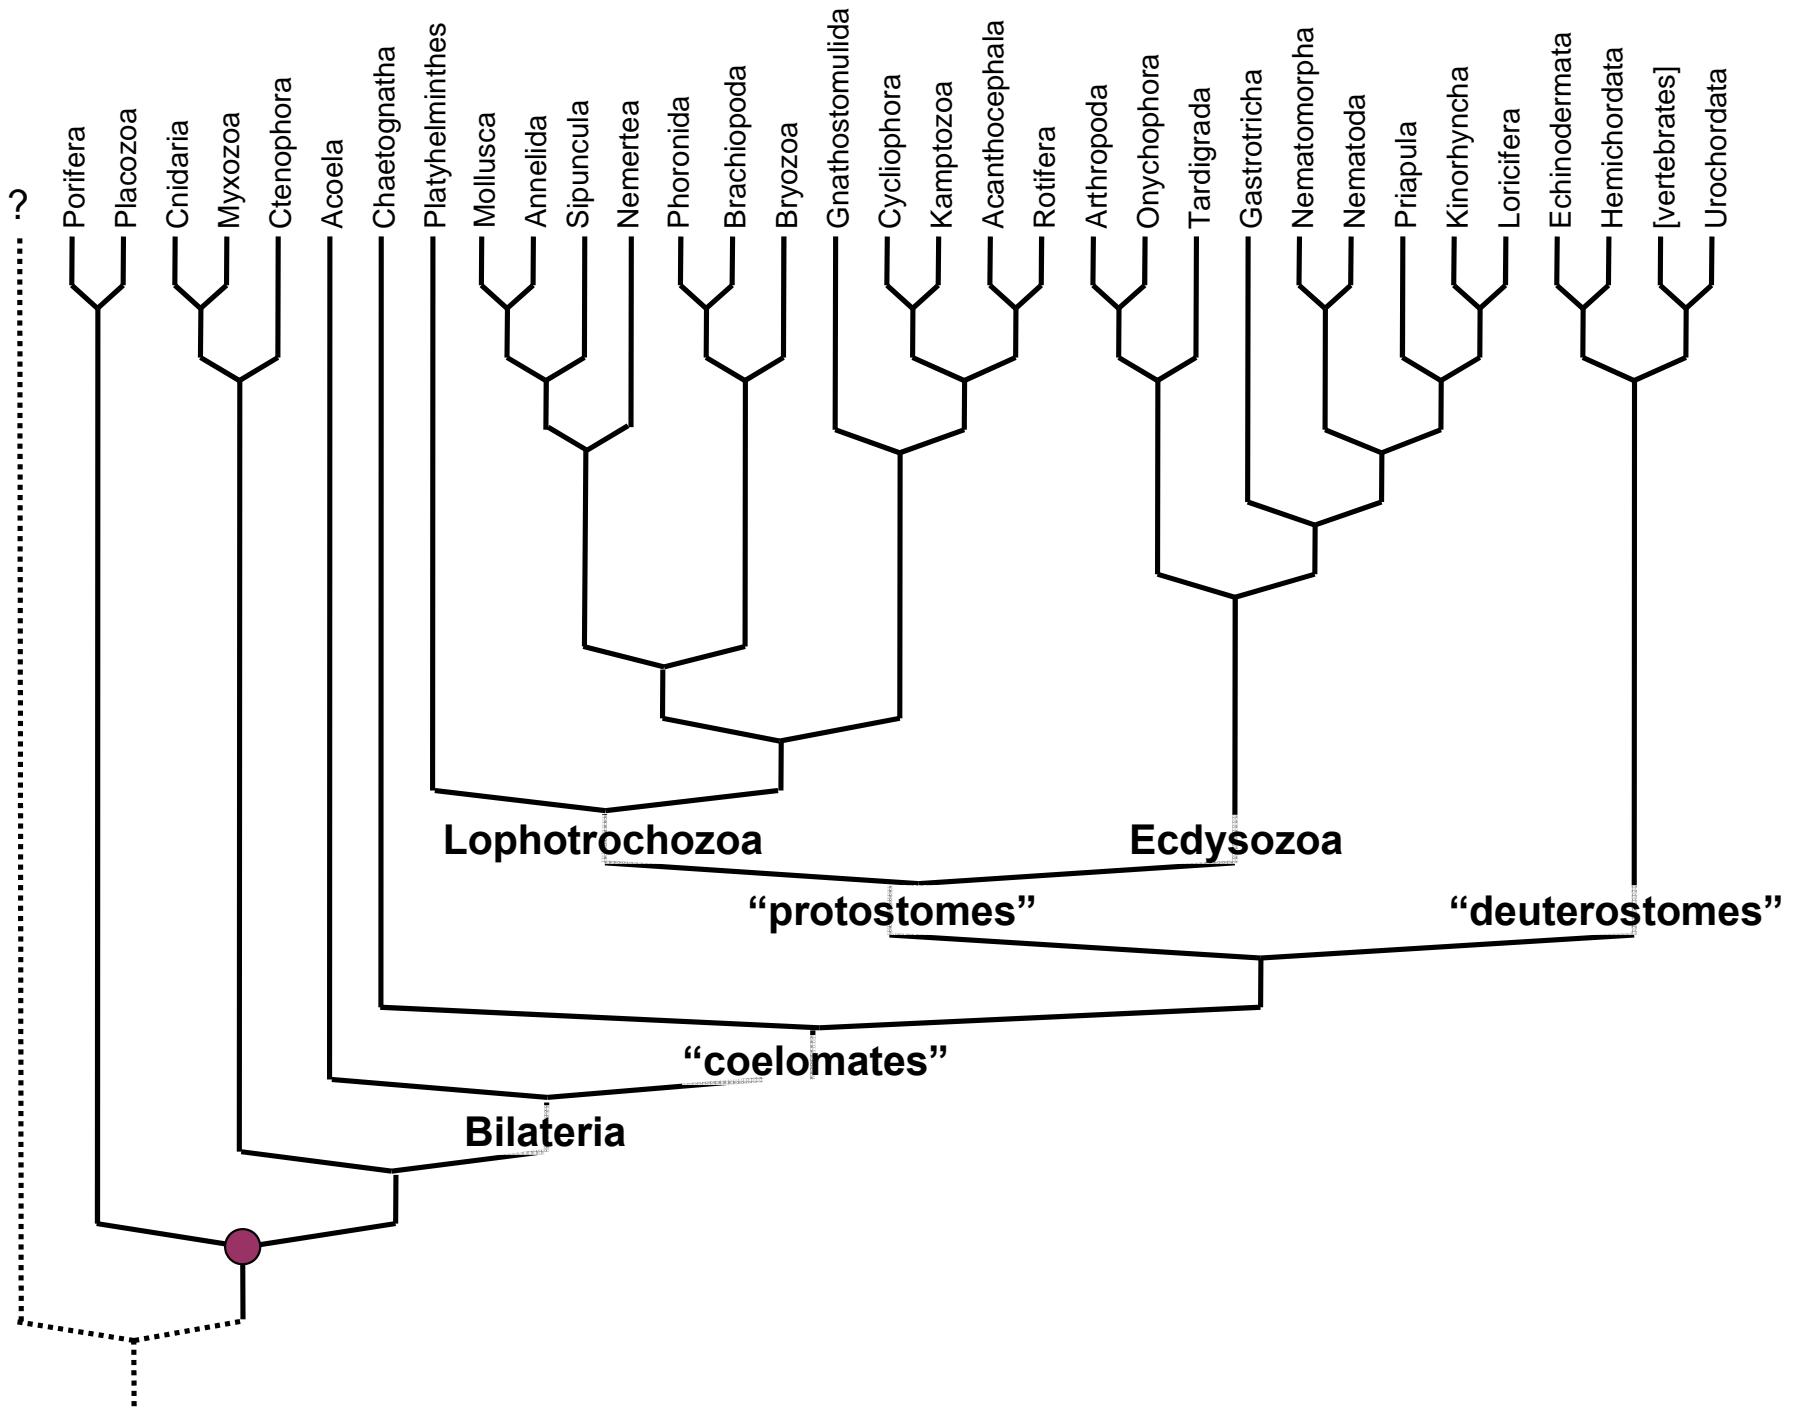 ?
Porifera
Placozoa
Cnidaria
Myxozoa
Ctenophora
Acoela
Chaetognatha
Platyhelminthes
Mollusca
Annelida
Sipuncula
Nemertea
Phoronida
Brachiopoda
Bryozoa
Gnathostomulida
Cycliophora
Kamptozoa
Acanthocephala
Rotifera
Arthropoda
Onychophora
Tardigrada
Gastrotricha
Nematomorpha
Nematoda
Priapula
Kinorhyncha
Loricifera
Echinodermata
Hemichordata
[vertebrates]
Urochordata
Lophotrochozoa
Ecdysozoa
“protostomes”
“deuterostomes”
“coelomates”
Bilateria